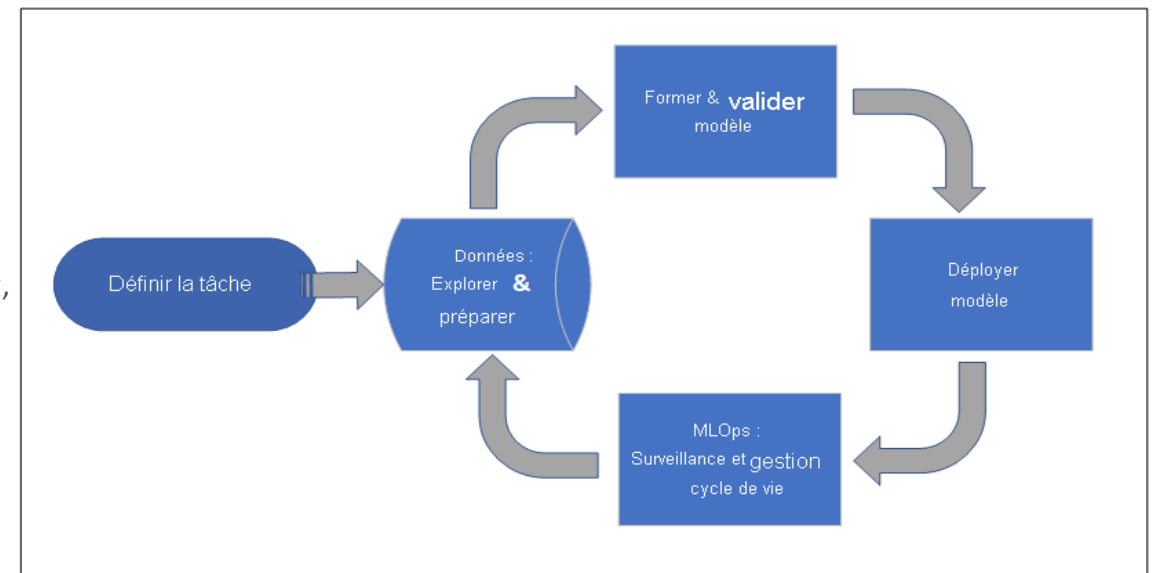 Former & valider
modèle
Données :
Explorer &
préparer
Définir la tâche
Déployer
modèle
MLOps :
Surveillance et gestion
cycle de vie